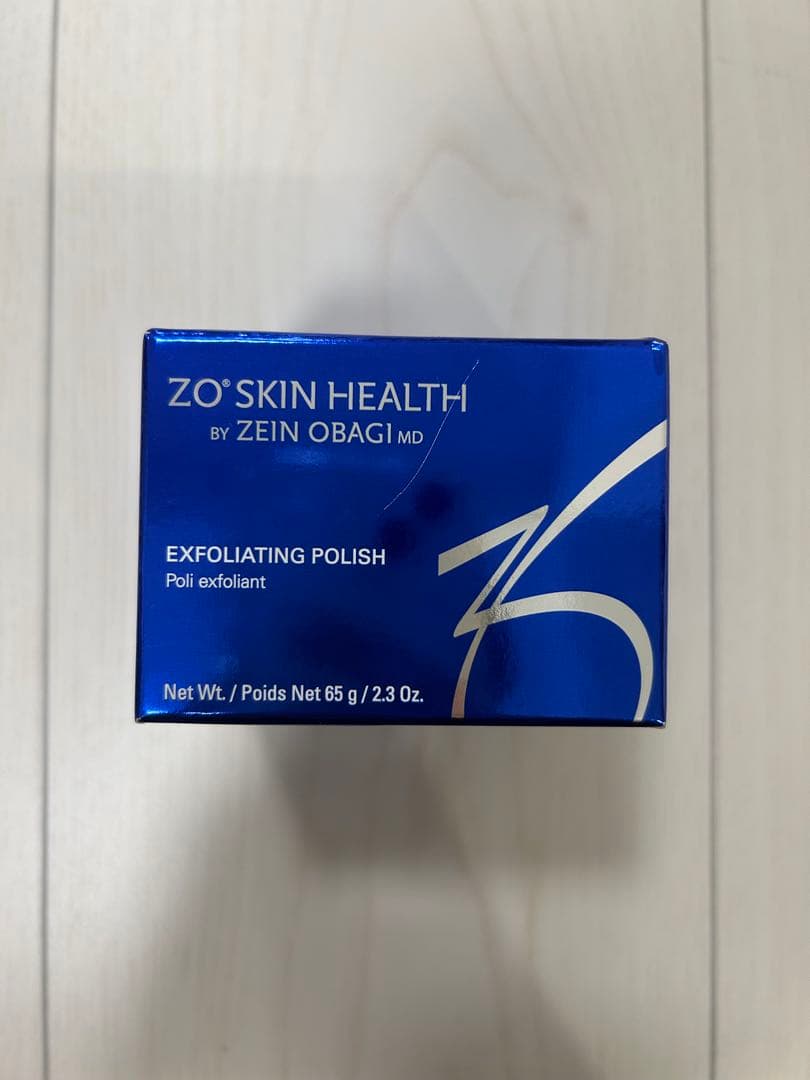 ZO® SKIN HEALTH
BY ZEIN OBAGI MD
EXFOLIATING POLISH
Poli exfoliant
Net Wt. / Poids Net 65 g / 2.3 Oz.